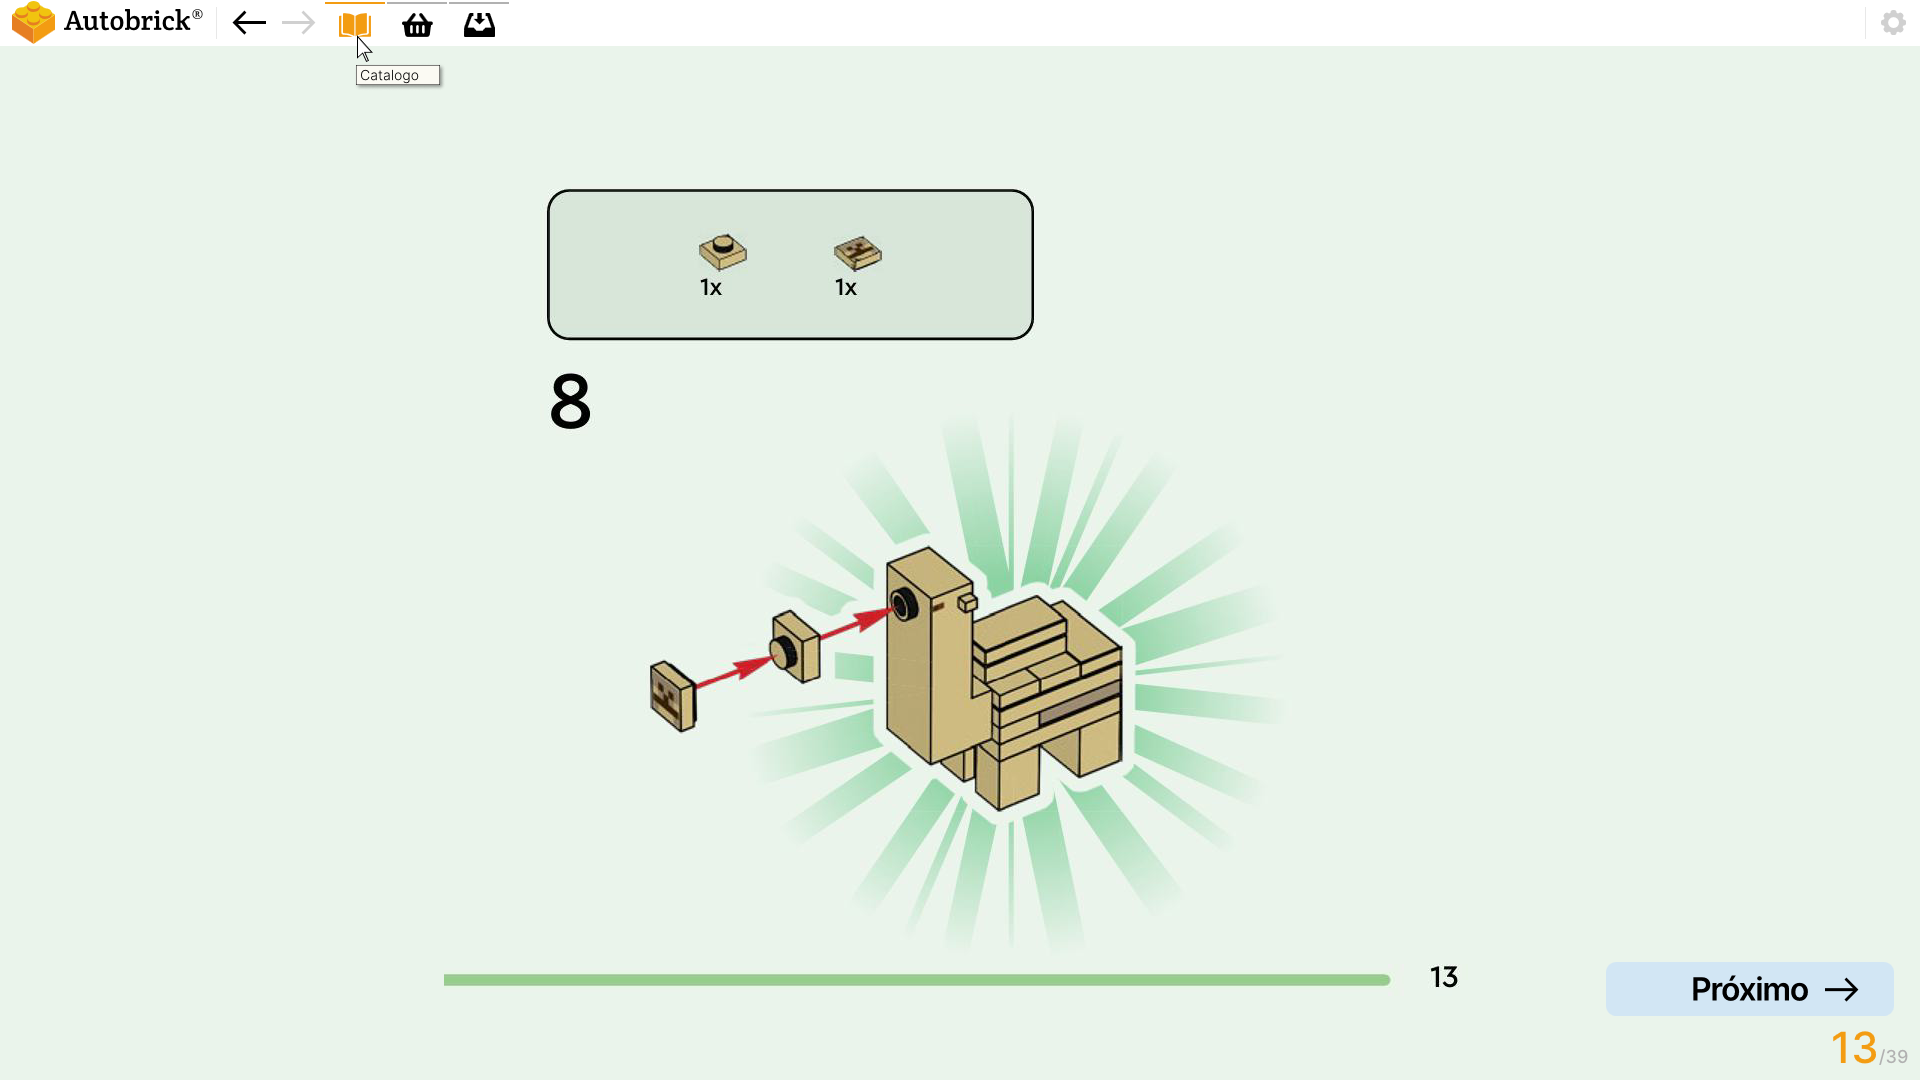 Autobrick®
Catalogo
1x 1x
8
13
Próximo →
13/39